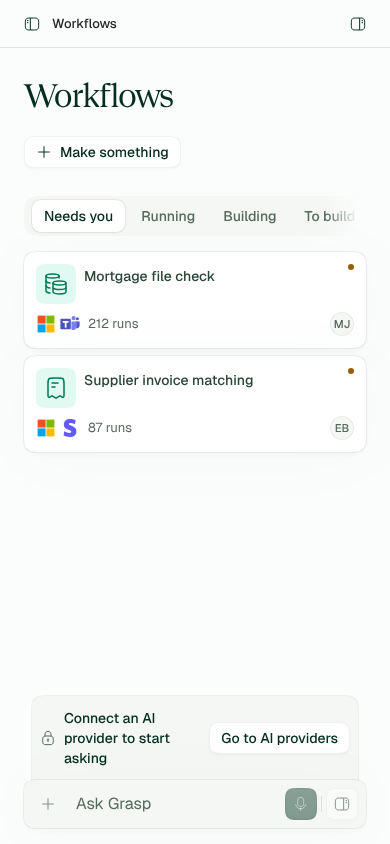 Workflows
Workflows
Make something
Needs you
Running
Building
To build
Mortgage file check
212 runs
MJ
Supplier invoice matching
87 runs
EB
Connect an AI
provider to start
asking
Go to AI providers
Ask Grasp